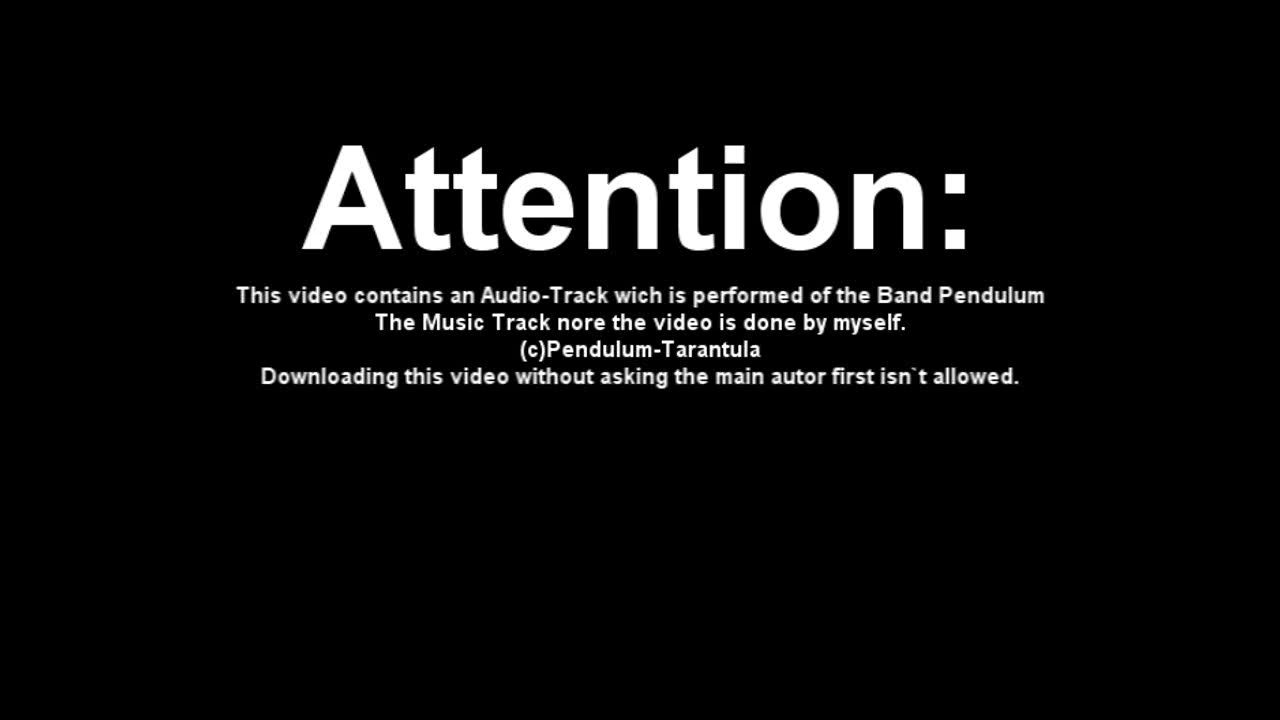 Attention:
This video contains an Audio-Track wich is performed of the Band Pendulum
The Music Track nore the video is done by myself.
(c)Pendulum-Tarantula
Downloading this video without asking the main autor first isn`t allowed.